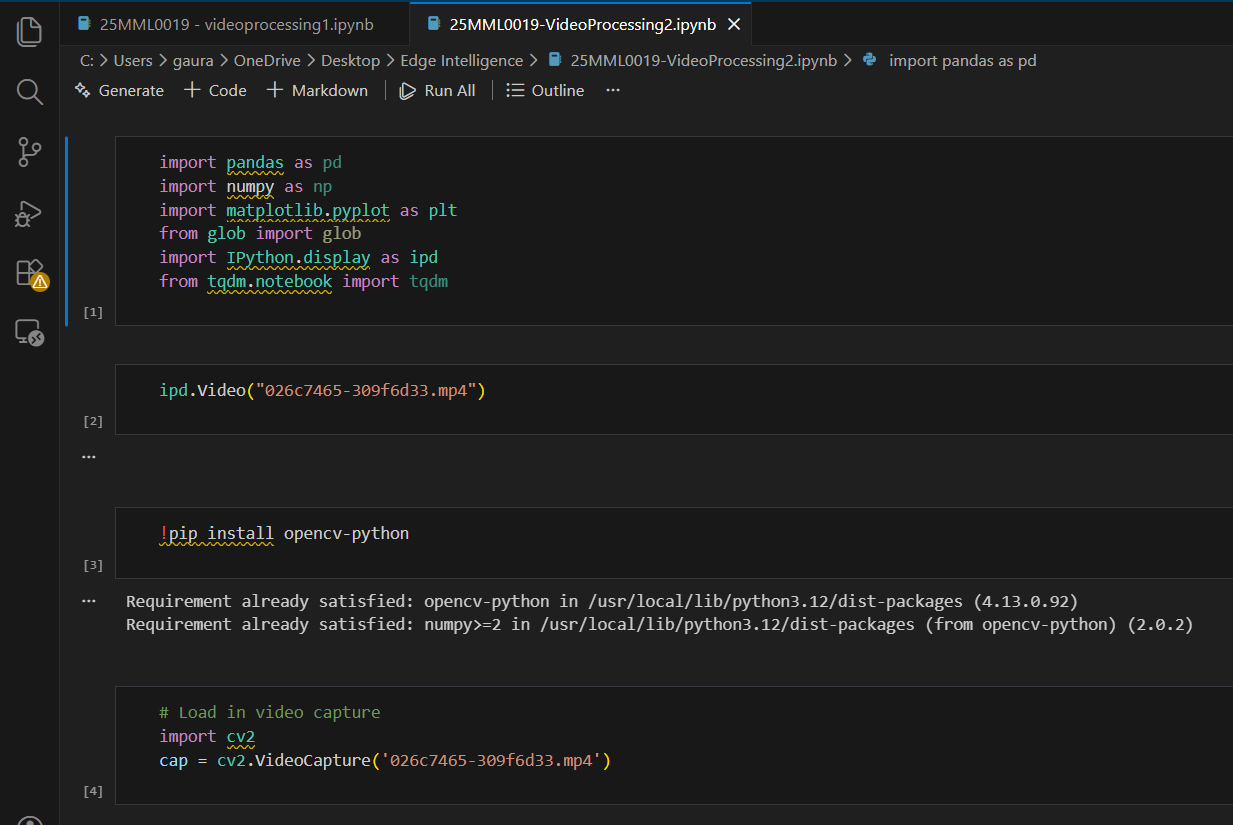 25MML0019 - videoprocessing1.ipynb
25MML0019-VideoProcessing2.ipynb
C: > Users > gaura > OneDrive > Desktop > Edge Intelligence > 25MML0019-VideoProcessing2.ipynb > import pandas as pd
Generate + Code + Markdown Run All Outline ...
import pandas as pd
import numpy as np
import matplotlib.pyplot as plt
from glob import glob
import IPython.display as ipd
from tqdm.notebook import tqdm
[1]
ipd.Video("026c7465-309f6d33.mp4")
[2]
...
!pip install opencv-python
[3]
...
Requirement already satisfied: opencv-python in /usr/local/lib/python3.12/dist-packages (4.13.0.92)
Requirement already satisfied: numpy>=2 in /usr/local/lib/python3.12/dist-packages (from opencv-python) (2.0.2)
# Load in video capture
import cv2
cap = cv2.VideoCapture('026c7465-309f6d33.mp4')
[4]